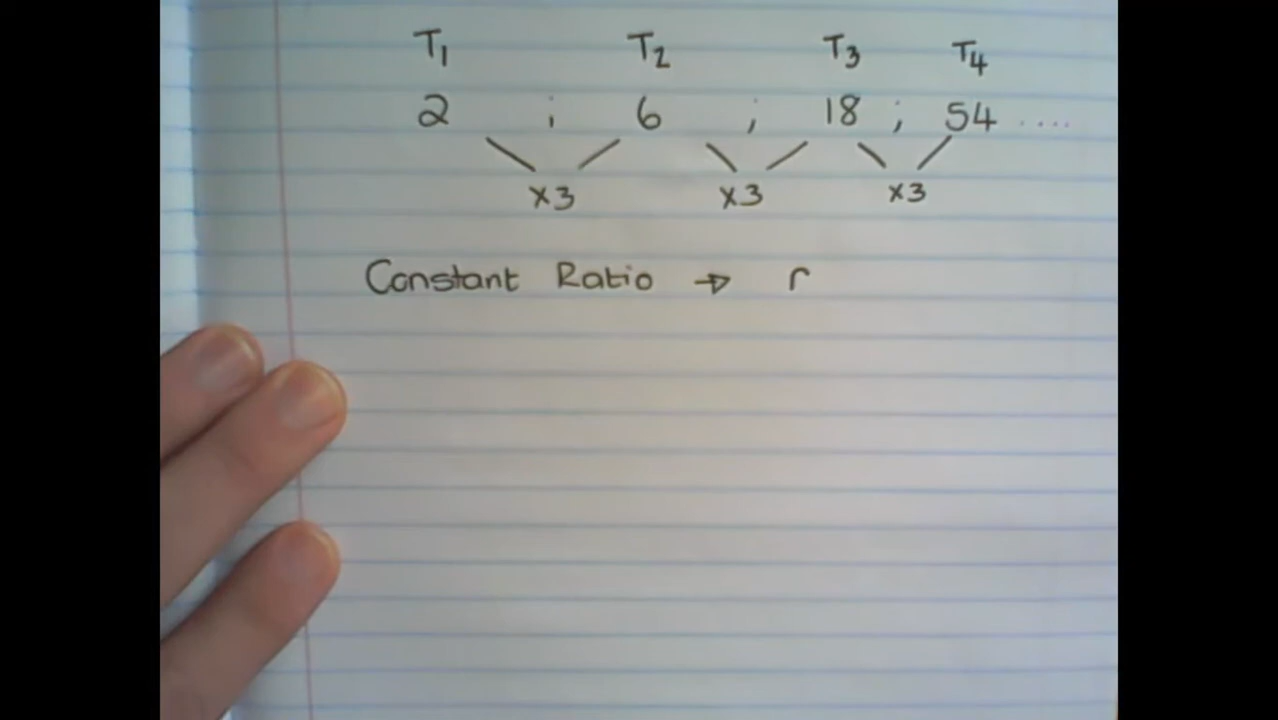 T1 T2 T3 T4
2 ; 6 ; 18 ; 54 ....
x3 x3 x3
Constant Ratio → r